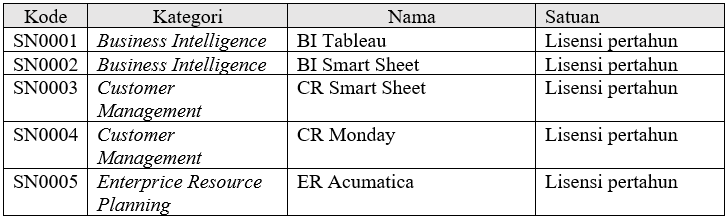 Kode Kategori Nama Satuan
SN0001 Business Intelligence BI Tableau Lisensi pertahun
SN0002 Business Intelligence BI Smart Sheet Lisensi pertahun
SN0003 Customer CR Smart Sheet Lisensi pertahun
Management
SN0004 Customer CR Monday Lisensi pertahun
Management
SN0005 Enterprice Resource ER Acumatica Lisensi pertahun
Planning